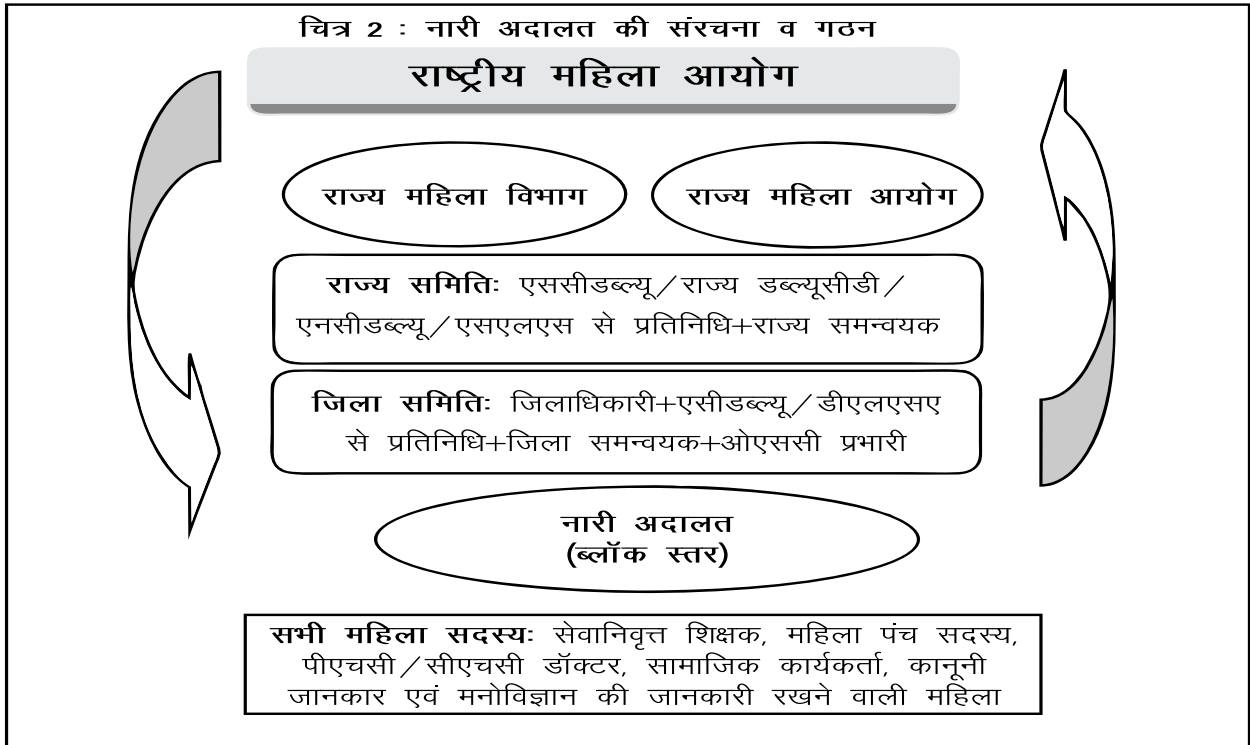 चित्र 2 : नारी अदालत की संरचना व गठन
राष्ट्रीय महिला आयोग
राज्य महिला विभाग
राज्य महिला आयोग
राज्य समितिः एससीडब्ल्यू/राज्य डब्ल्यूसीडी/
एनसीडब्ल्यू/एसएलएस से प्रतिनिधि+राज्य समन्वयक
जिला समितिः जिलाधिकारी+एसीडब्ल्यू/डीएलएसए
से प्रतिनिधि+जिला समन्वयक+ओएससी प्रभारी
नारी अदालत
(ब्लॉक स्तर)
सभी महिला सदस्यः सेवानिवृत्त शिक्षक, महिला पंच सदस्य,
पीएचसी/सीएचसी डॉक्टर, सामाजिक कार्यकर्ता, कानूनी
जानकार एवं मनोविज्ञान की जानकारी रखने वाली महिला